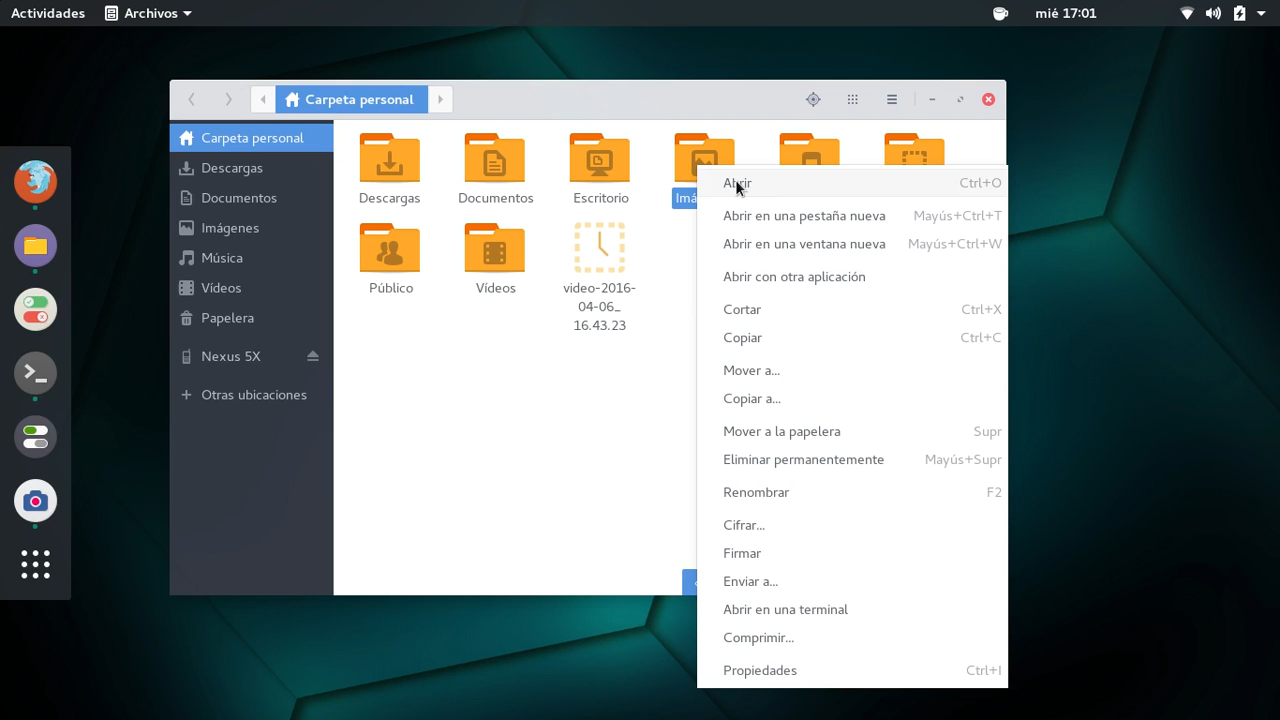 Actividades
Archivos
mié 17:01
Carpeta personal
Carpeta personal
Descargas
Documentos
Imágenes
Música
Vídeos
Papelera
Nexus 5X
Otras ubicaciones
Descargas
Documentos
Escritorio
Público
Vídeos
video-2016-
04-06_
16.43.23
Abrir Ctrl+O
Abrir en una pestaña nueva Mayús+Ctrl+T
Abrir en una ventana nueva Mayús+Ctrl+W
Abrir con otra aplicación
Cortar Ctrl+X
Copiar Ctrl+C
Mover a...
Copiar a...
Mover a la papelera Supr
Eliminar permanentemente Mayús+Supr
Renombrar F2
Cifrar...
Firmar
Enviar a...
Abrir en una terminal
Comprimir...
Propiedades Ctrl+I